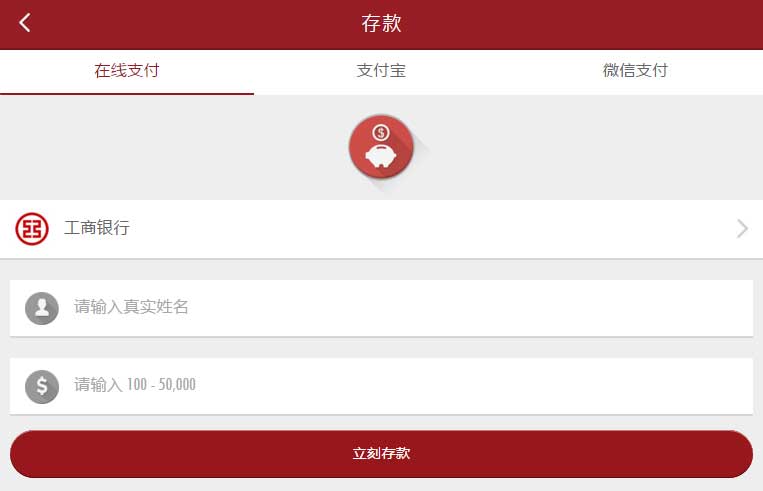 存款
在线支付 支付宝 微信支付
工商银行
请输入真实姓名
请输入 100 - 50,000
立刻存款